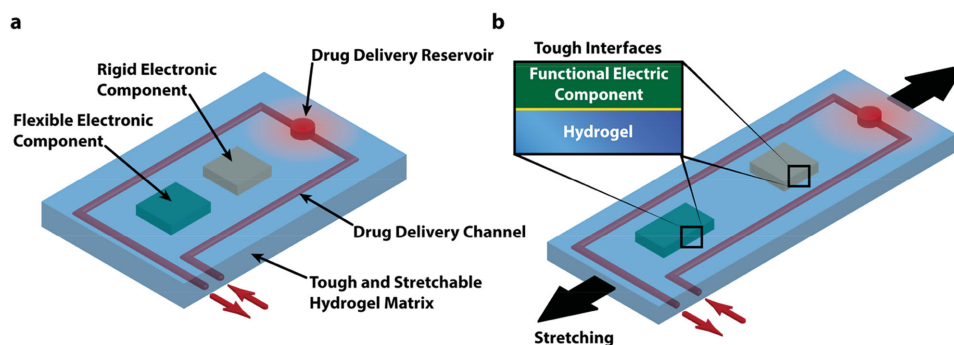 a
Drug Delivery Reservoir
Rigid Electronic
Component
Flexible Electronic
Component
Drug Delivery Channel
Tough and Stretchable
Hydrogel Matrix
b
Tough Interfaces
Functional Electric
Component
Hydrogel
Stretching